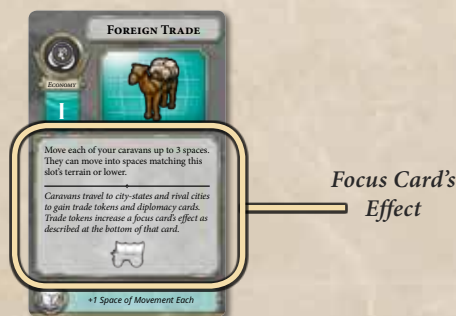 Foreign Trade
Economy
I
Move each of your caravans up to 3 spaces.
They can move into spaces matching this
slot's terrain or lower.
Caravans travel to city-states and rival cities
to gain trade tokens and diplomacy cards.
Trade tokens increase a focus card's effect as
described at the bottom of that card.
+1 Space of Movement Each
Focus Card's
Effect